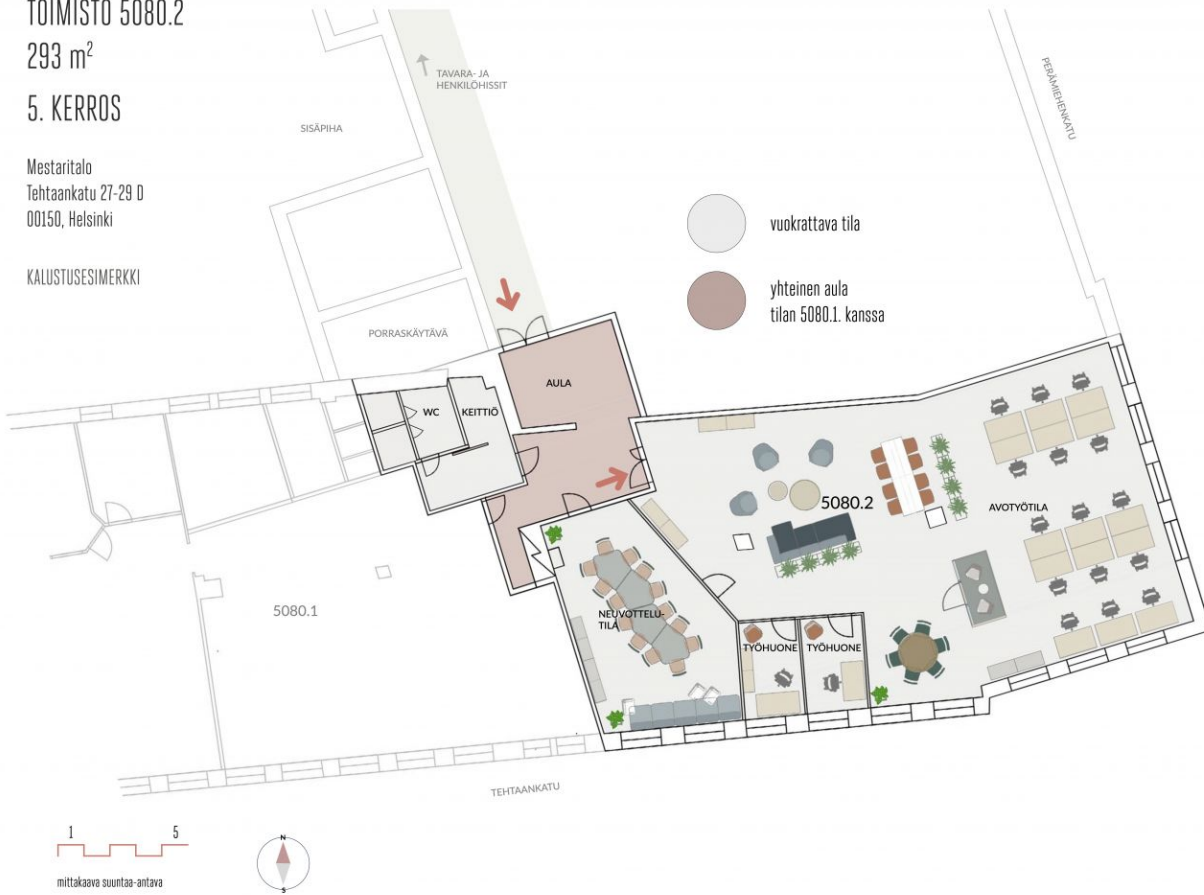 TOIMISTO 5080.2
293 m²
5. KERROS
Mestaritalo
Tehtaankatu 27-29 D
00150, Helsinki
KALUSTUSESIMERKKI
TAVARA- JA
HENKILÖHISSIT
SISÄPIHA
PERÄMIEHENKATU
vuokrattava tila
yhteinen aula
tilan 5080.1. kanssa
PORRASKÄYTÄVÄ
AULA
WC
KEITTIÖ
5080.2
AVOTYÖTILA
5080.1
NEUVOTTELU-
TILA
TYÖHUONE
TYÖHUONE
TEHTAANKATU
1 5
mittakaava suuntaa-antava
N
S